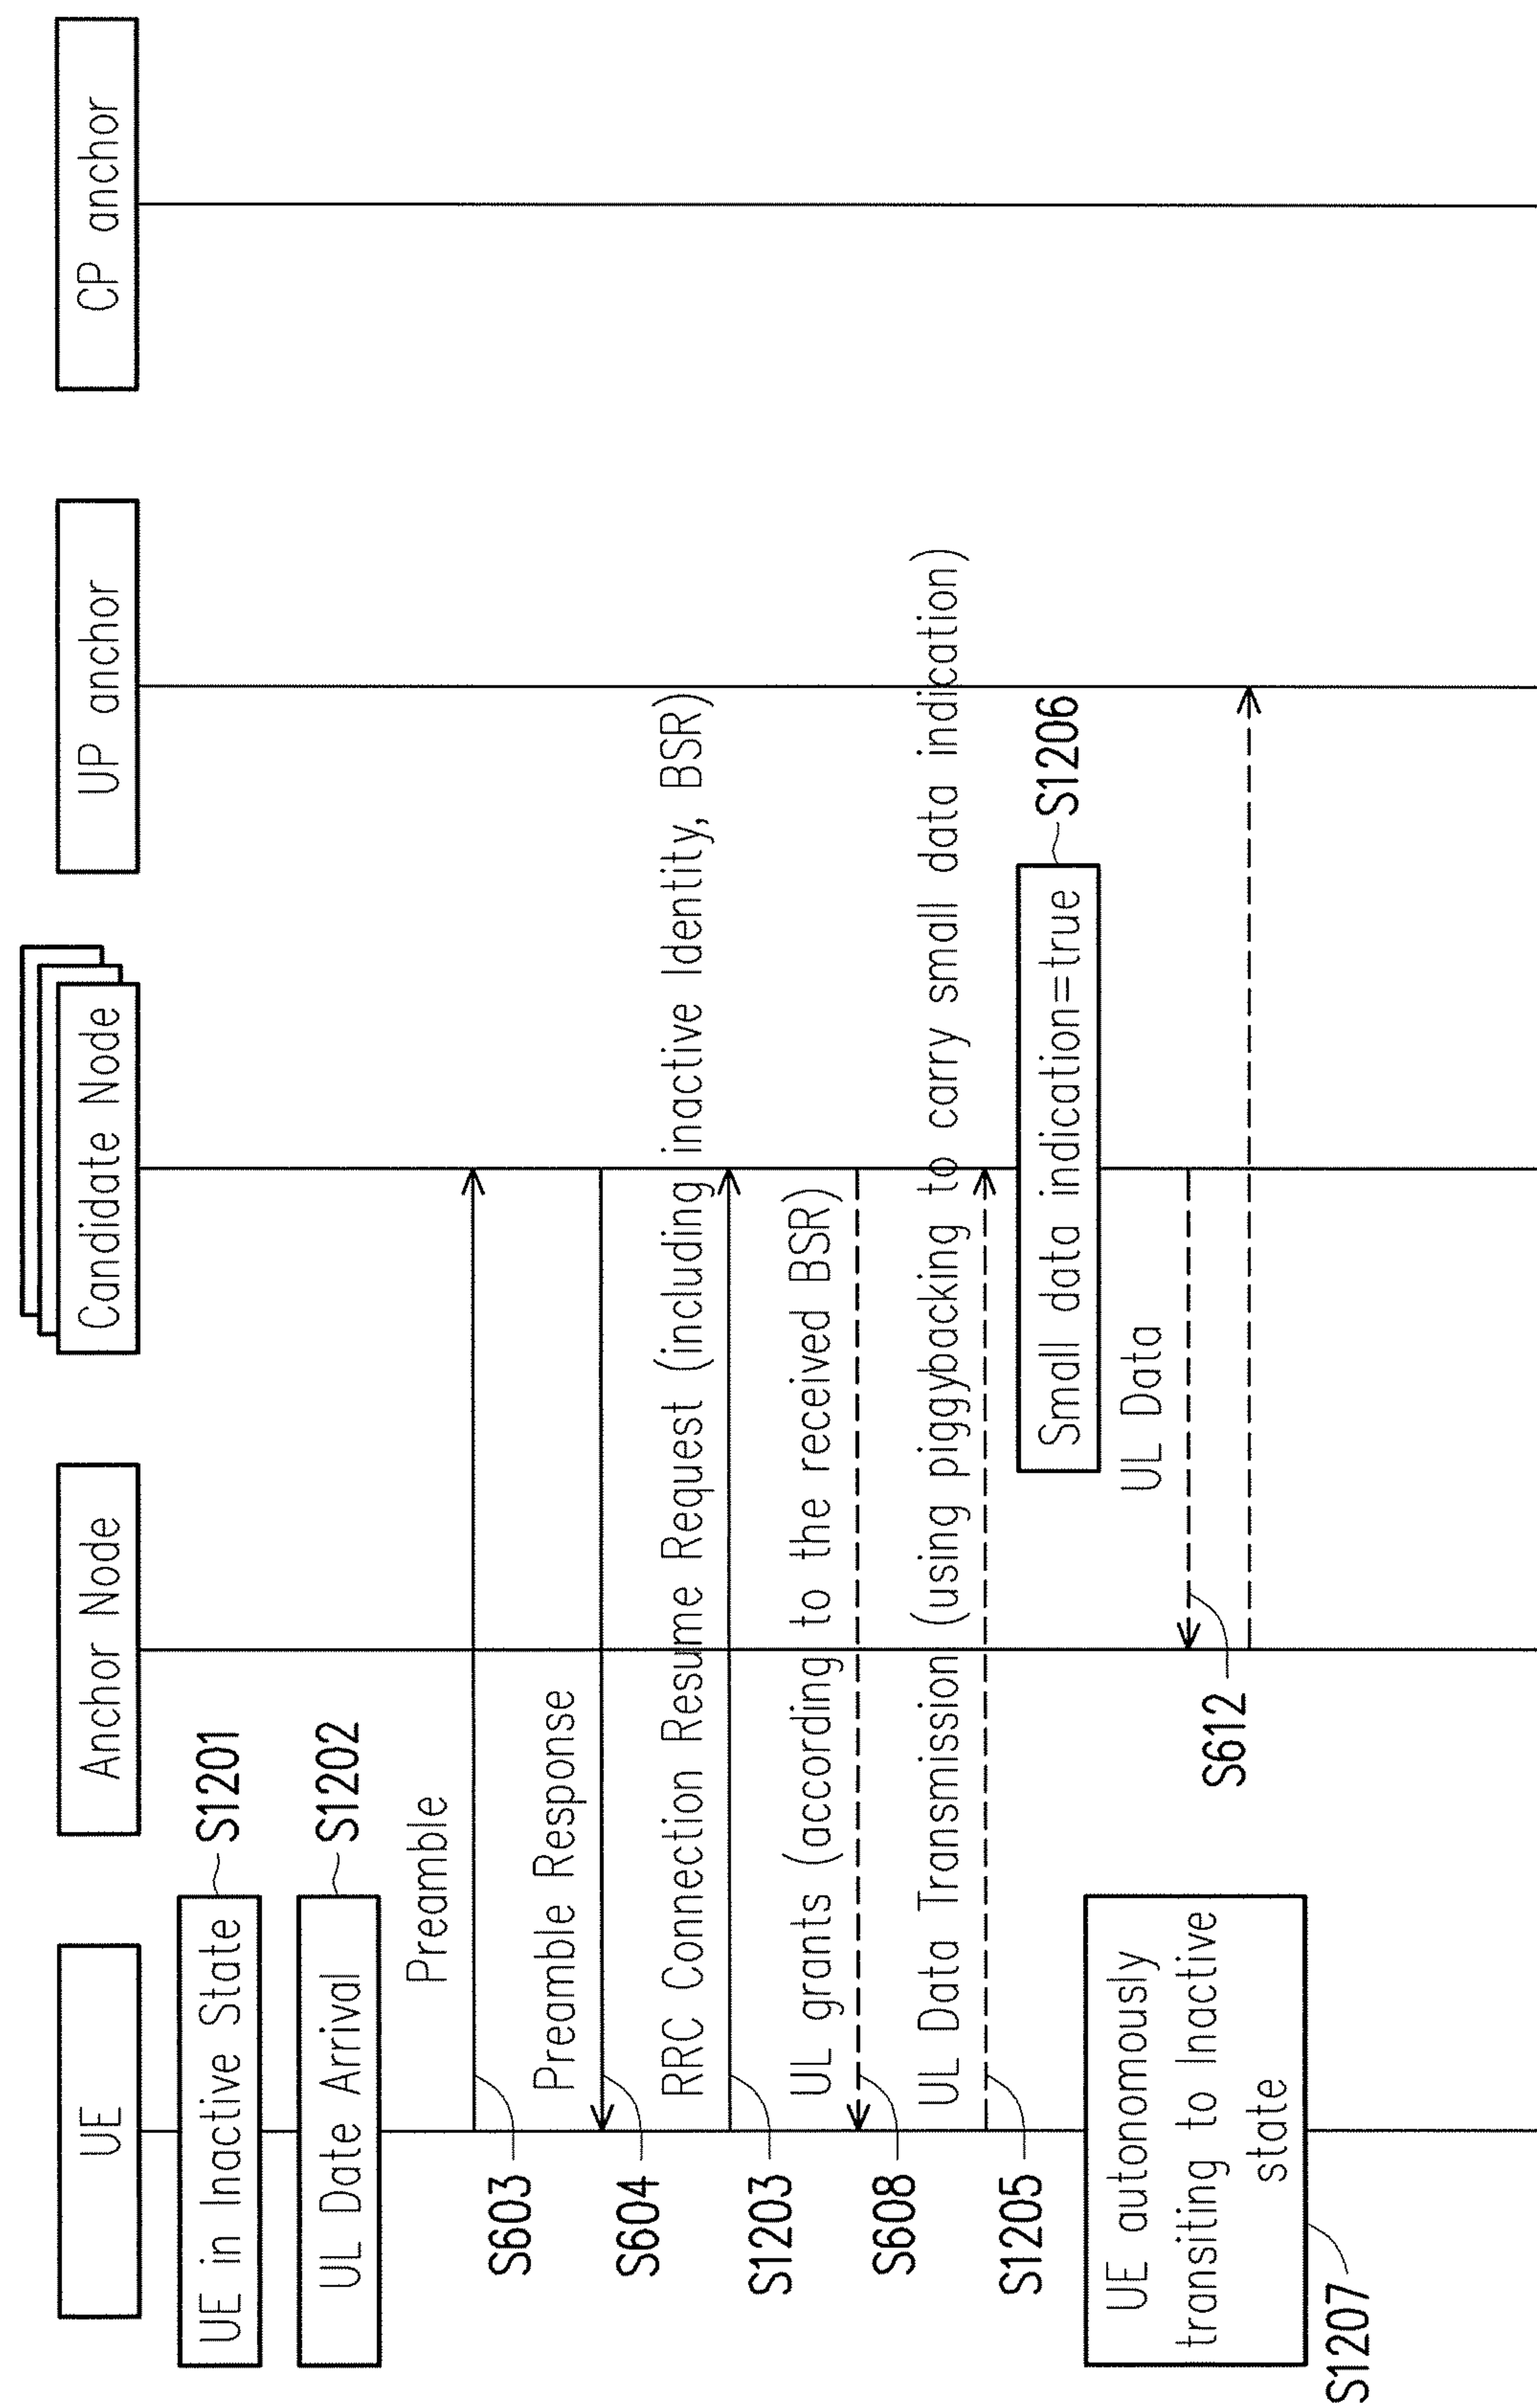 UE
Anchor Node
Candidate Node
UP anchor
CP anchor
UE in Inactive State
S1201
UL Date Arrival
S1202
Preamble
S603
Preamble Response
S604
RRC Connection Resume Request (including inactive Identity, BSR)
S1203
UL grants (according to the received BSR)
S608
UL Data Transmission (using piggybacking to carry small data indication)
S1205
Small data indication=true
S1206
UE autonomously
transiting to Inactive
state
S1207
UL Data
S612